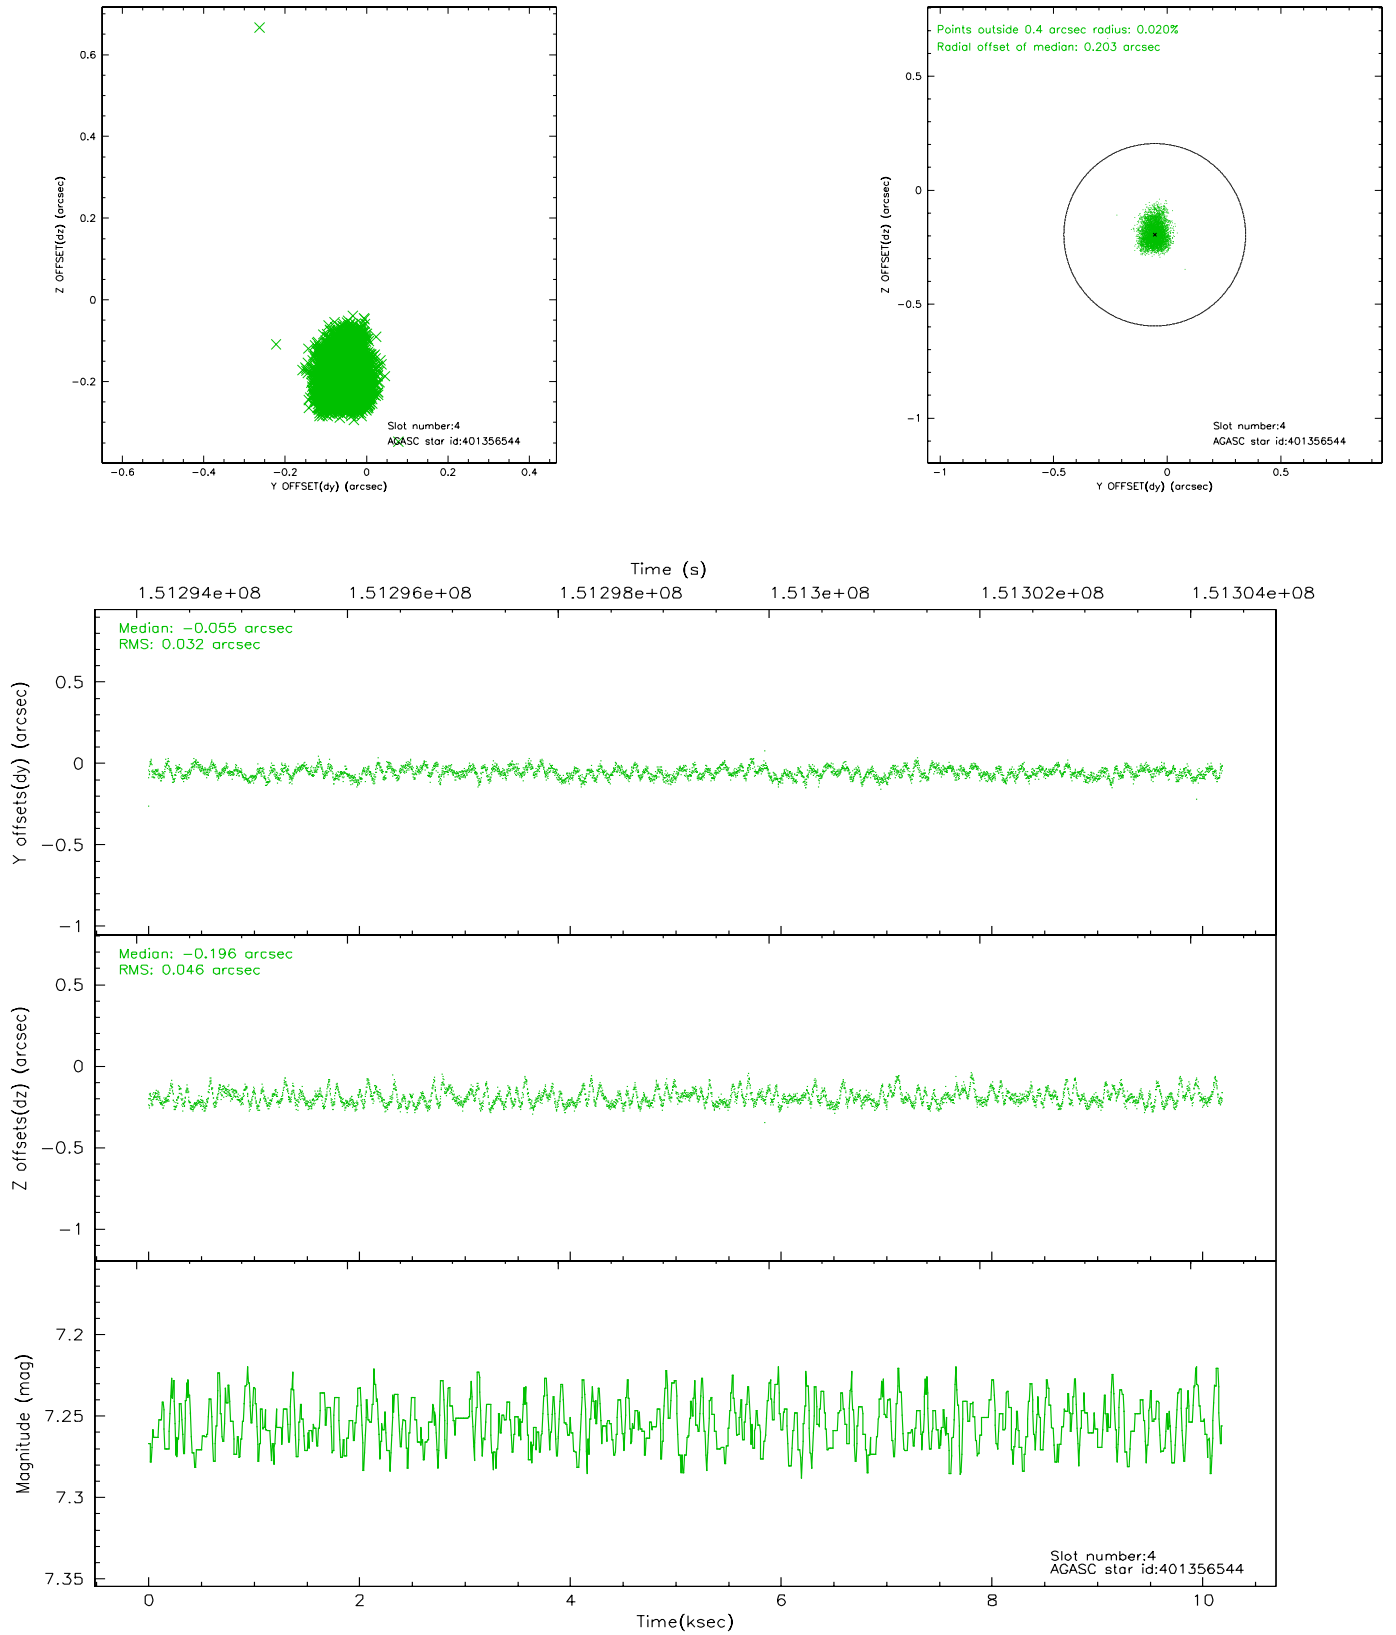 0.6
0.4
0.2
0
−0.2
Z OFFSET(dz) (arcsec)
Slot number:4
AGASC star id:401356544
−0.6 −0.4 −0.2 0 0.2 0.4
Y OFFSET(dy) (arcsec)
Points outside 0.4 arcsec radius: 0.020%
Radial offset of median: 0.203 arcsec
0.5
0
−0.5
−1
Z OFFSET(dz) (arcsec)
Slot number:4
AGASC star id:401356544
−1 −0.5 0 0.5
Y OFFSET(dy) (arcsec)
Time (s)
1.51294e+08 1.51296e+08 1.51298e+08 1.513e+08 1.51302e+08 1.51304e+08
Median: −0.055 arcsec
RMS: 0.032 arcsec
0.5
0
−0.5
−1
Y offsets(dy) (arcsec)
Median: −0.196 arcsec
RMS: 0.046 arcsec
0.5
0
−0.5
−1
Z offsets(dz) (arcsec)
7.2
7.25
7.3
7.35
Magnitude (mag)
Slot number:4
AGASC star id:401356544
0 2 4 6 8 10
Time(ksec)